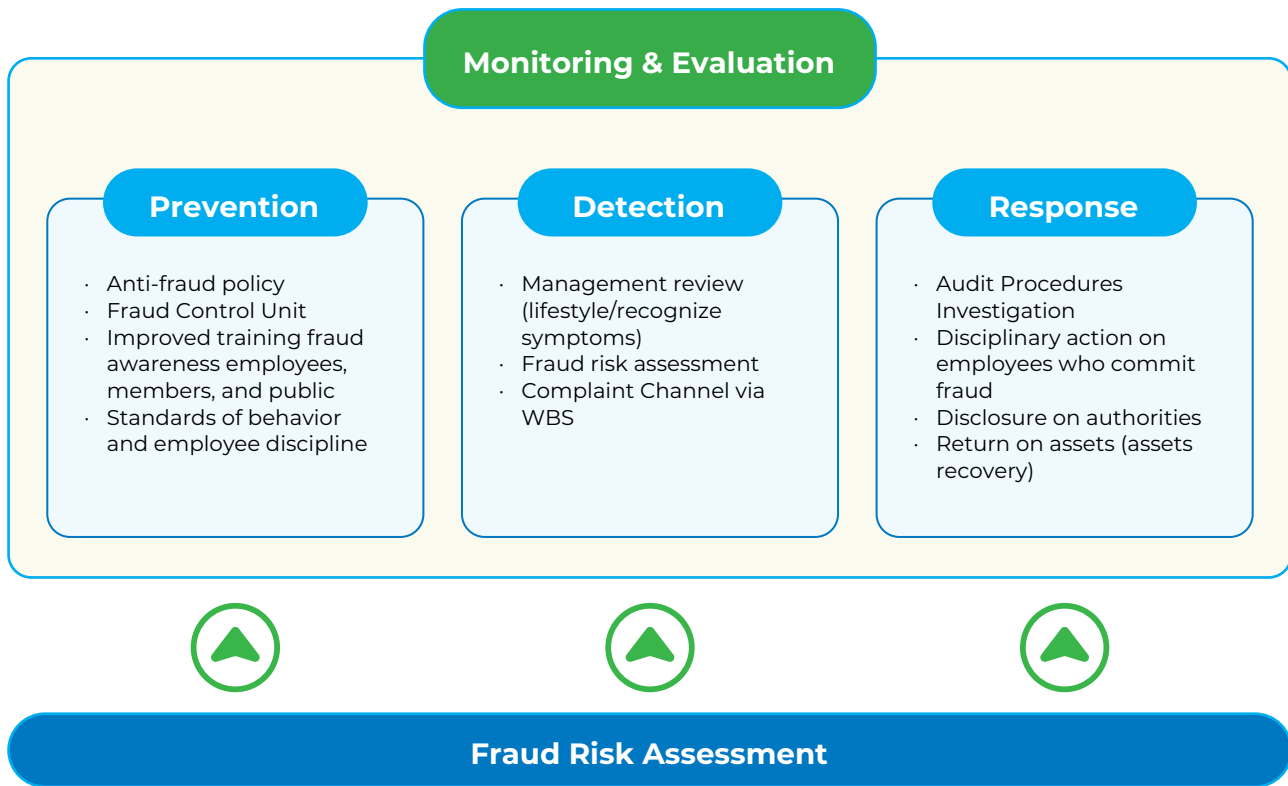 Monitoring & Evaluation
Prevention
· Anti-fraud policy
· Fraud Control Unit
· Improved training fraud
awareness employees,
members, and public
· Standards of behavior
and employee discipline
Detection
· Management review
(lifestyle/recognize
symptoms)
· Fraud risk assessment
· Complaint Channel via
WBS
Response
· Audit Procedures
Investigation
· Disciplinary action on
employees who commit
fraud
· Disclosure on authorities
· Return on assets (assets
recovery)
Fraud Risk Assessment